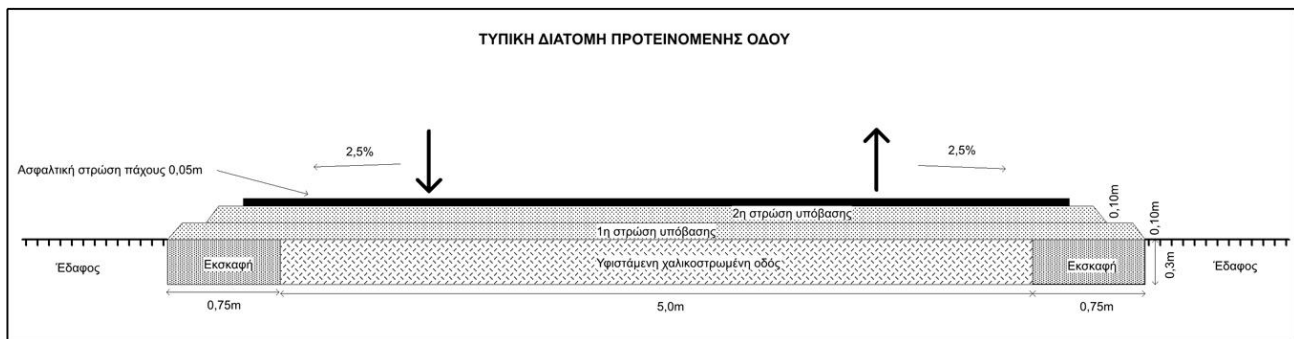 ΤΥΠΙΚΗ ΔΙΑΤΟΜΗ ΠΡΟΤΕΙΝΟΜΕΝΗΣ ΟΔΟΥ
2,5%
2,5%
Ασφαλτική στρώση πάχους 0,05m
2η στρώση υπόβασης
0,10m
0,10m
1η στρώση υπόβασης
Έδαφος
Εκσκαφή
Υφιστάμενη χαλικοστρωμένη οδός
Εκσκαφή
0,3m
Έδαφος
0,75m
5,0m
0,75m